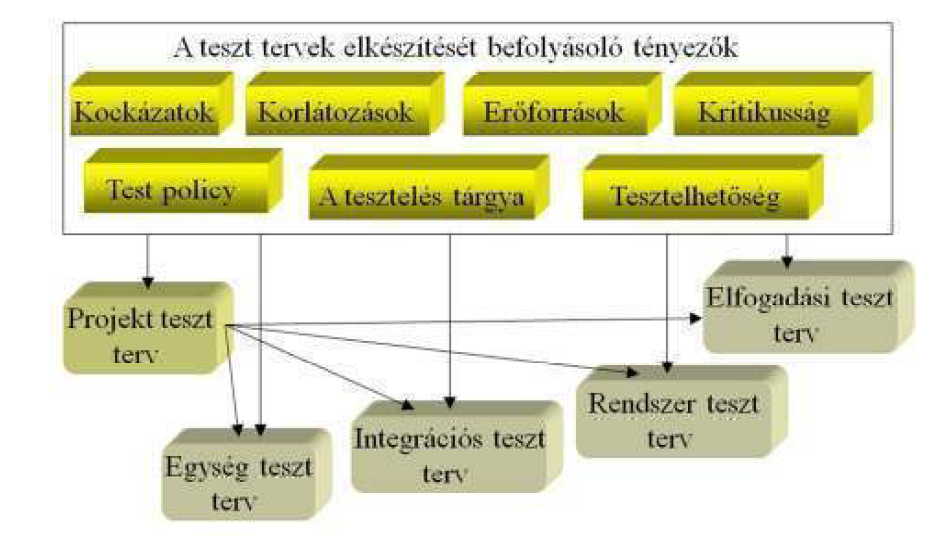 A teszt tervek elkészítését befolyásoló tényezők
Kockázatok
Korlátozások
Erőforrások
Kritikusság
Test policy
A tesztelés tárgya
Tesztelhetőség
Projekt teszt
terv
Elfogadási teszt
terv
Rendszer teszt
terv
Integrációs teszt
terv
Egység teszt
terv